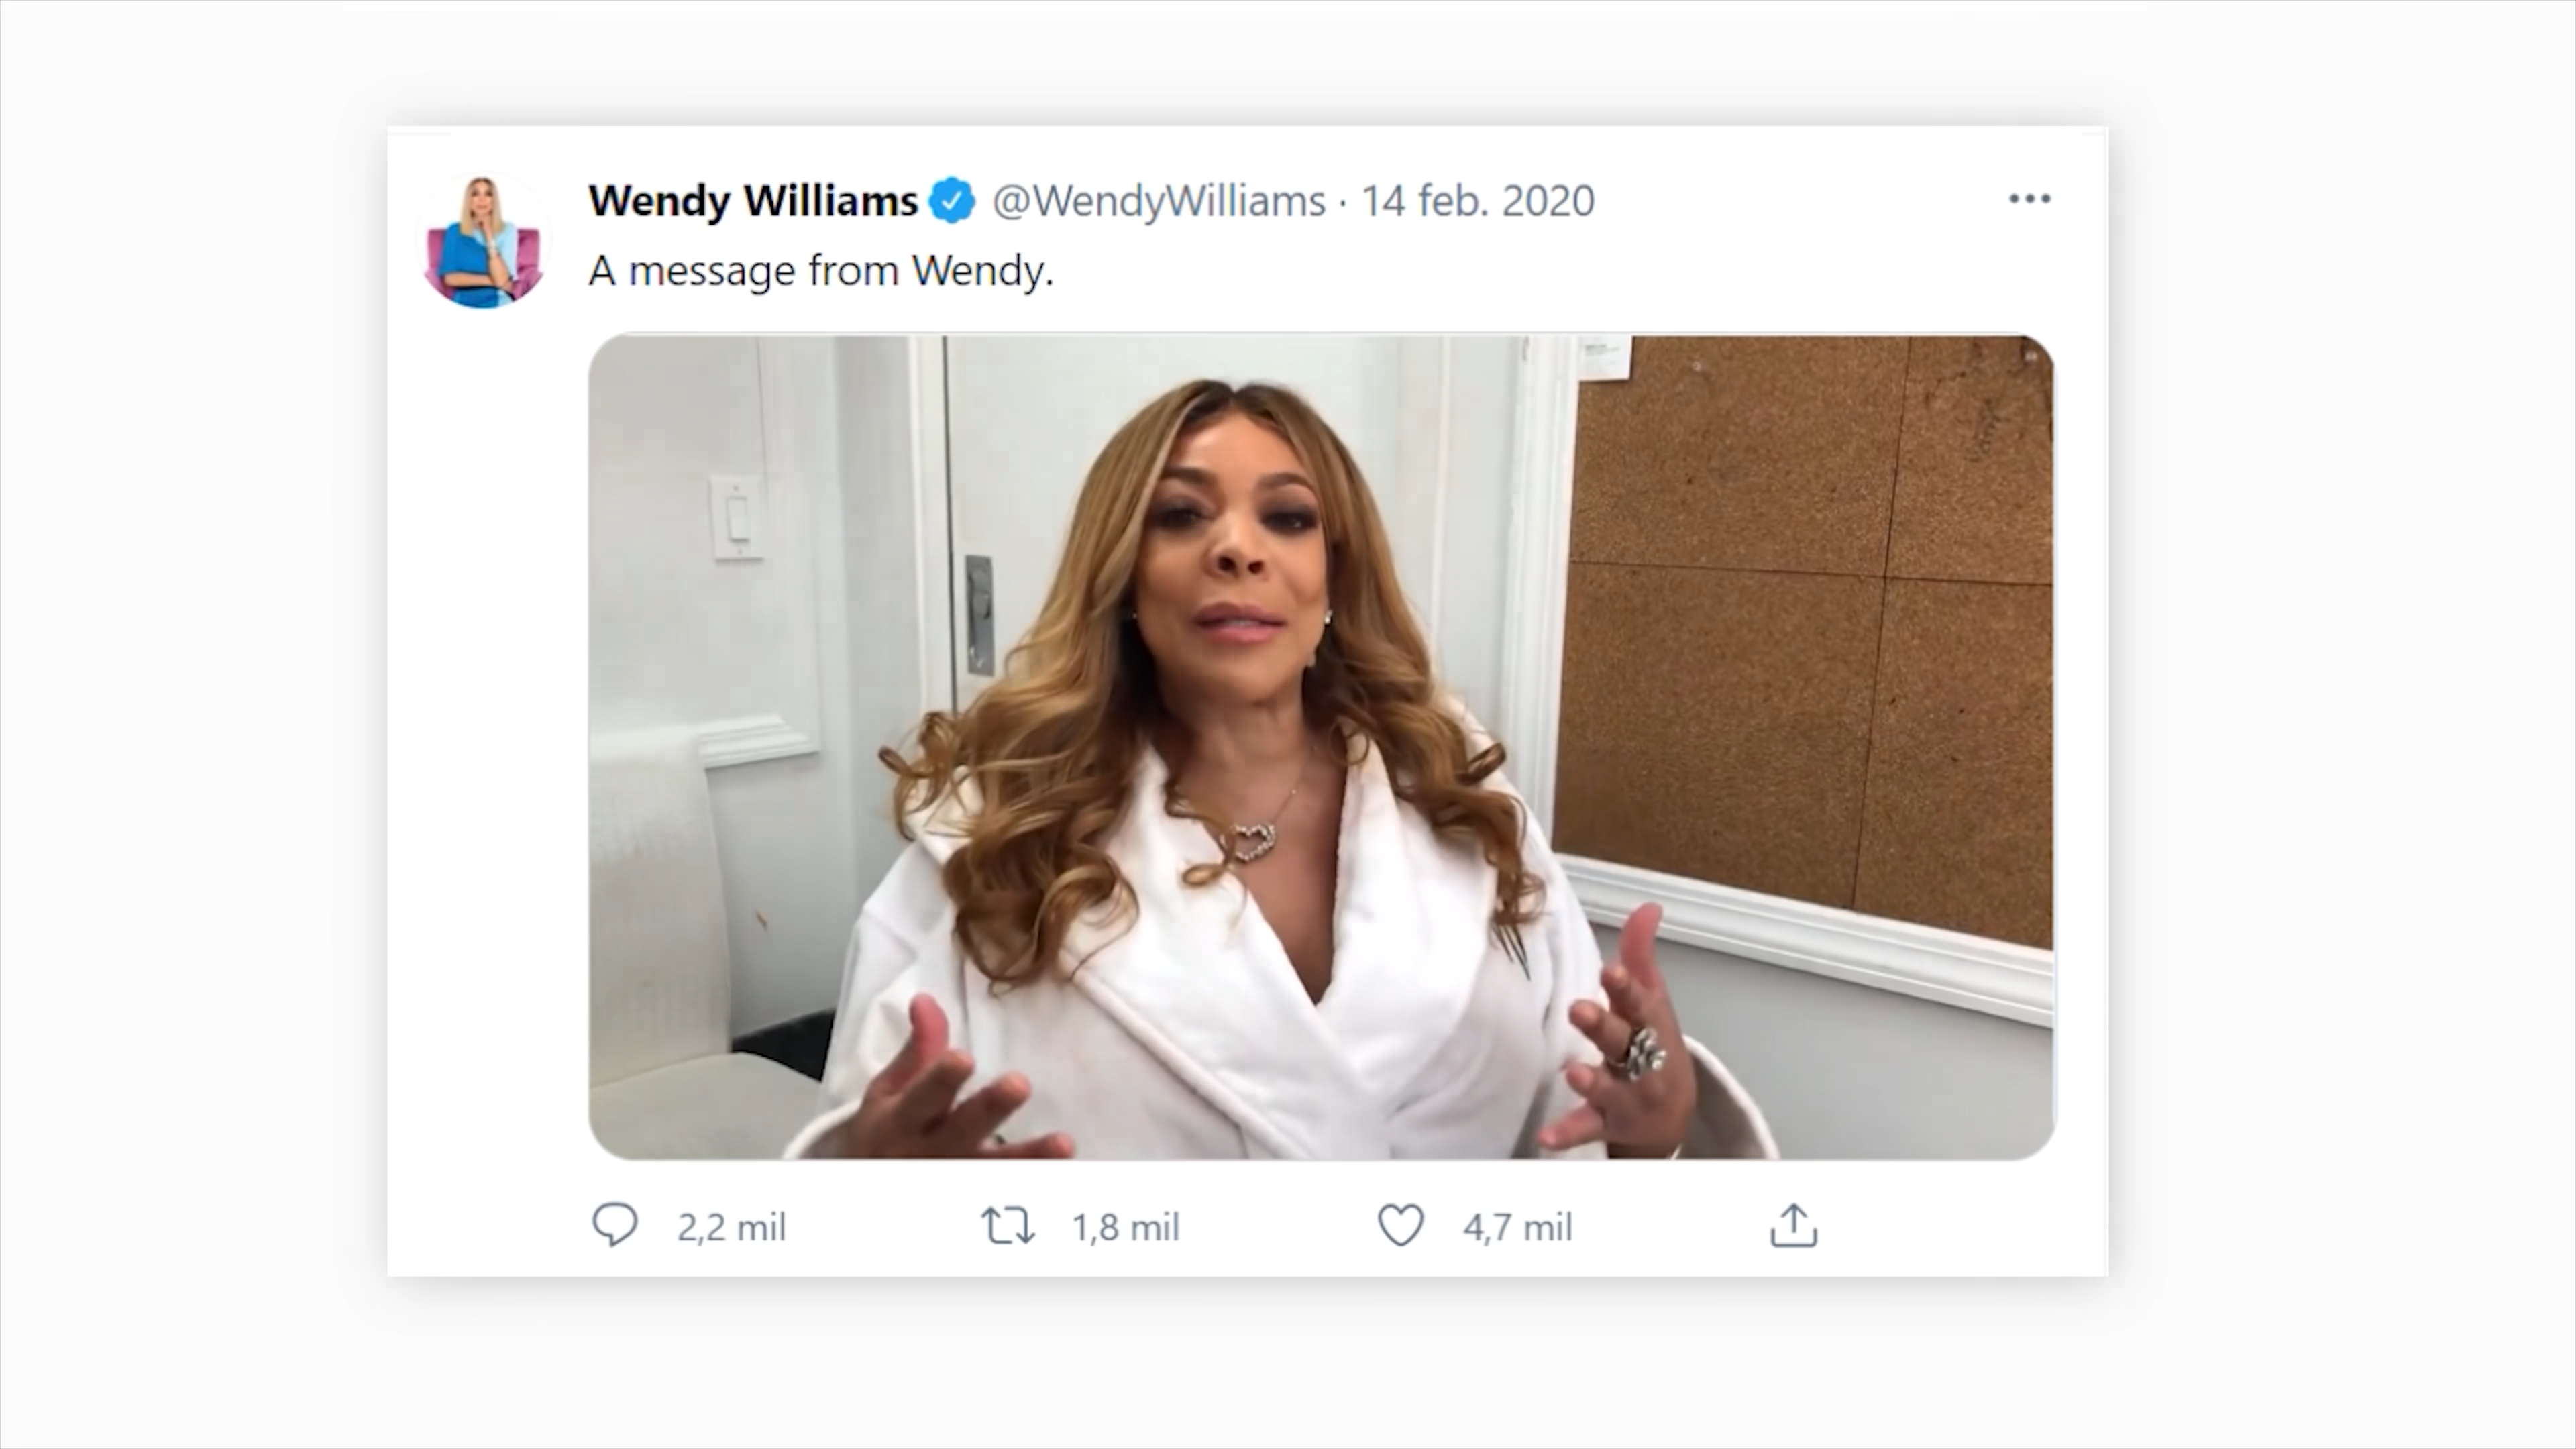 Wendy Williams @WendyWilliams · 14 feb. 2020
A message from Wendy.
2,2 mil 1,8 mil 4,7 mil